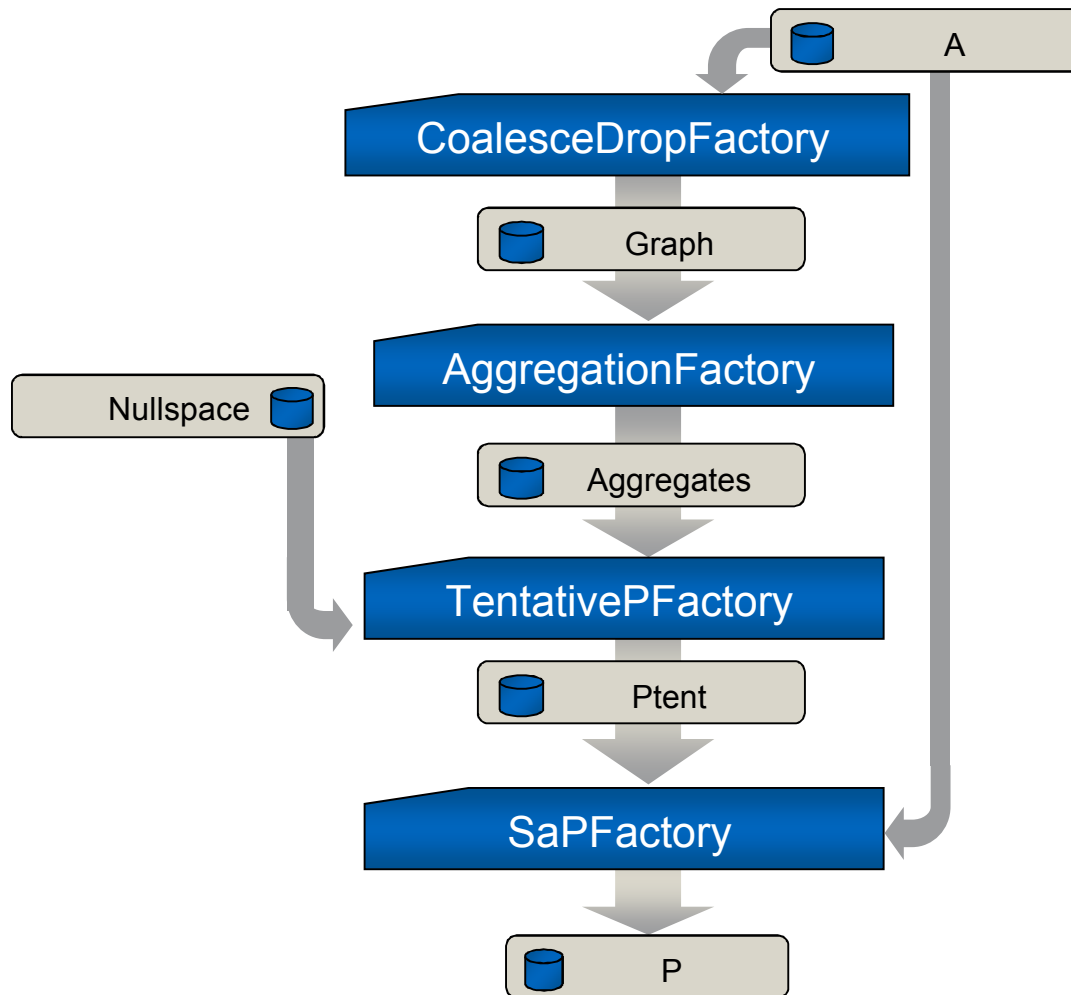 A
CoalesceDropFactory
Graph
AggregationFactory
Nullspace
Aggregates
TentativePFactory
Ptent
SaPFactory
P